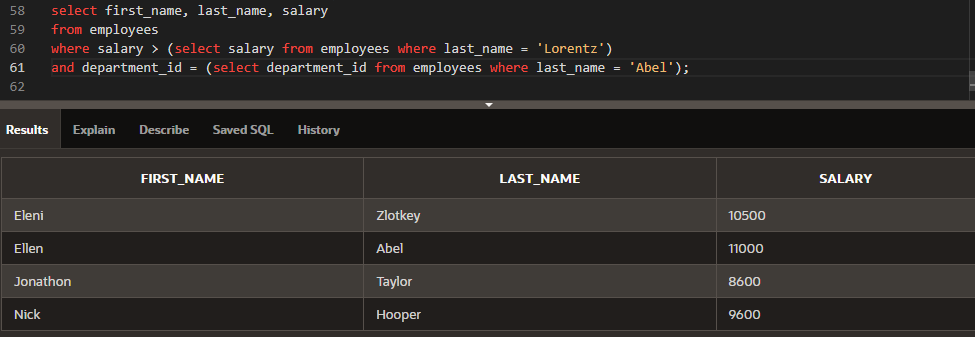 58 select first_name, last_name, salary
59 from employees
60 where salary > (select salary from employees where last_name = 'Lorentz')
61 and department_id = (select department_id from employees where last_name = 'Abel');
62
Results Explain Describe Saved SQL History
FIRST_NAME LAST_NAME SALARY
Eleni Zlotkey 10500
Ellen Abel 11000
Jonathon Taylor 8600
Nick Hooper 9600